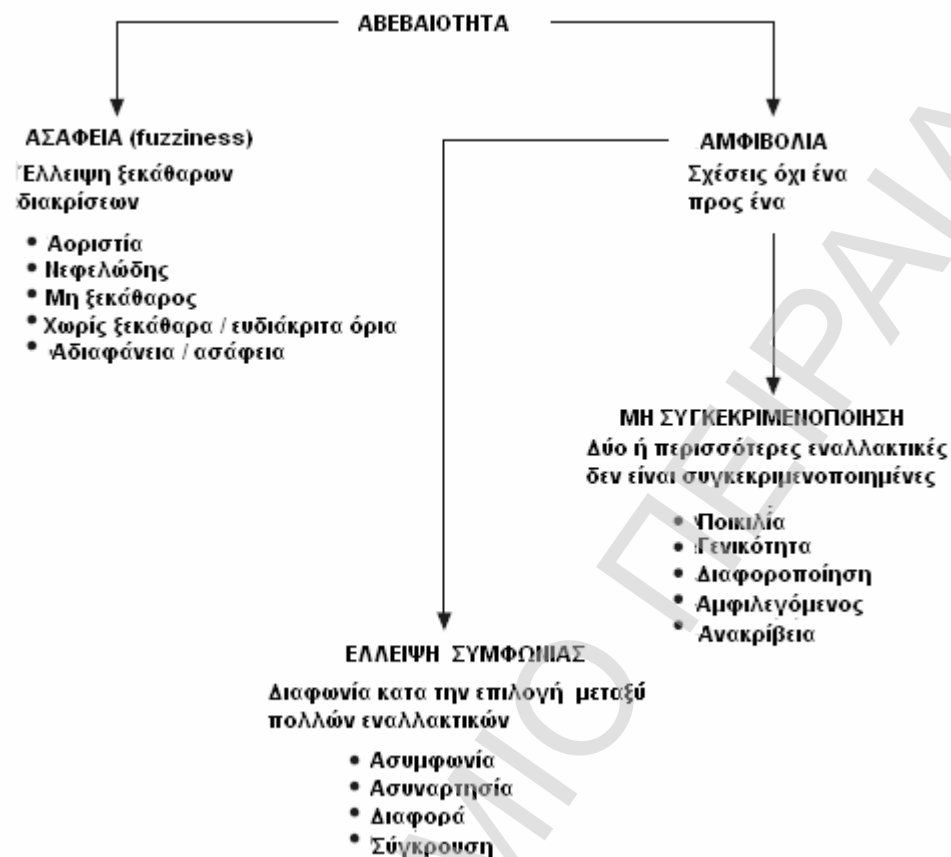 ΑΒΕΒΑΙΟΤΗΤΑ
ΑΣΑΦΕΙΑ (fuzziness)
Έλλειψη ξεκάθαρων
διακρίσεων
• Αοριστία
• Νεφελώδης
• Μη ξεκάθαρος
• Χωρίς ξεκάθαρα / ευδιάκριτα όρια
• Αδιαφάνεια / ασάφεια
ΑΜΦΙΒΟΛΙΑ
Σχέσεις όχι ένα
προς ένα
ΜΗ ΣΥΓΚΕΚΡΙΜΕΝΟΠΟΙΗΣΗ
Δύο ή περισσότερες εναλλακτικές
δεν είναι συγκεκριμενοποιημένες
• Ποικιλία
• Γενικότητα
• Διαφοροποίηση
• Αμφιλεγόμενος
• Ανακρίβεια
ΕΛΛΕΙΨΗ ΣΥΜΦΩΝΙΑΣ
Διαφωνία κατα την επιλογή μεταξύ
πολλών εναλλακτικών
• Ασυμφωνία
• Ασυναρτησία
• Διαφορά
• Σύγκρουση